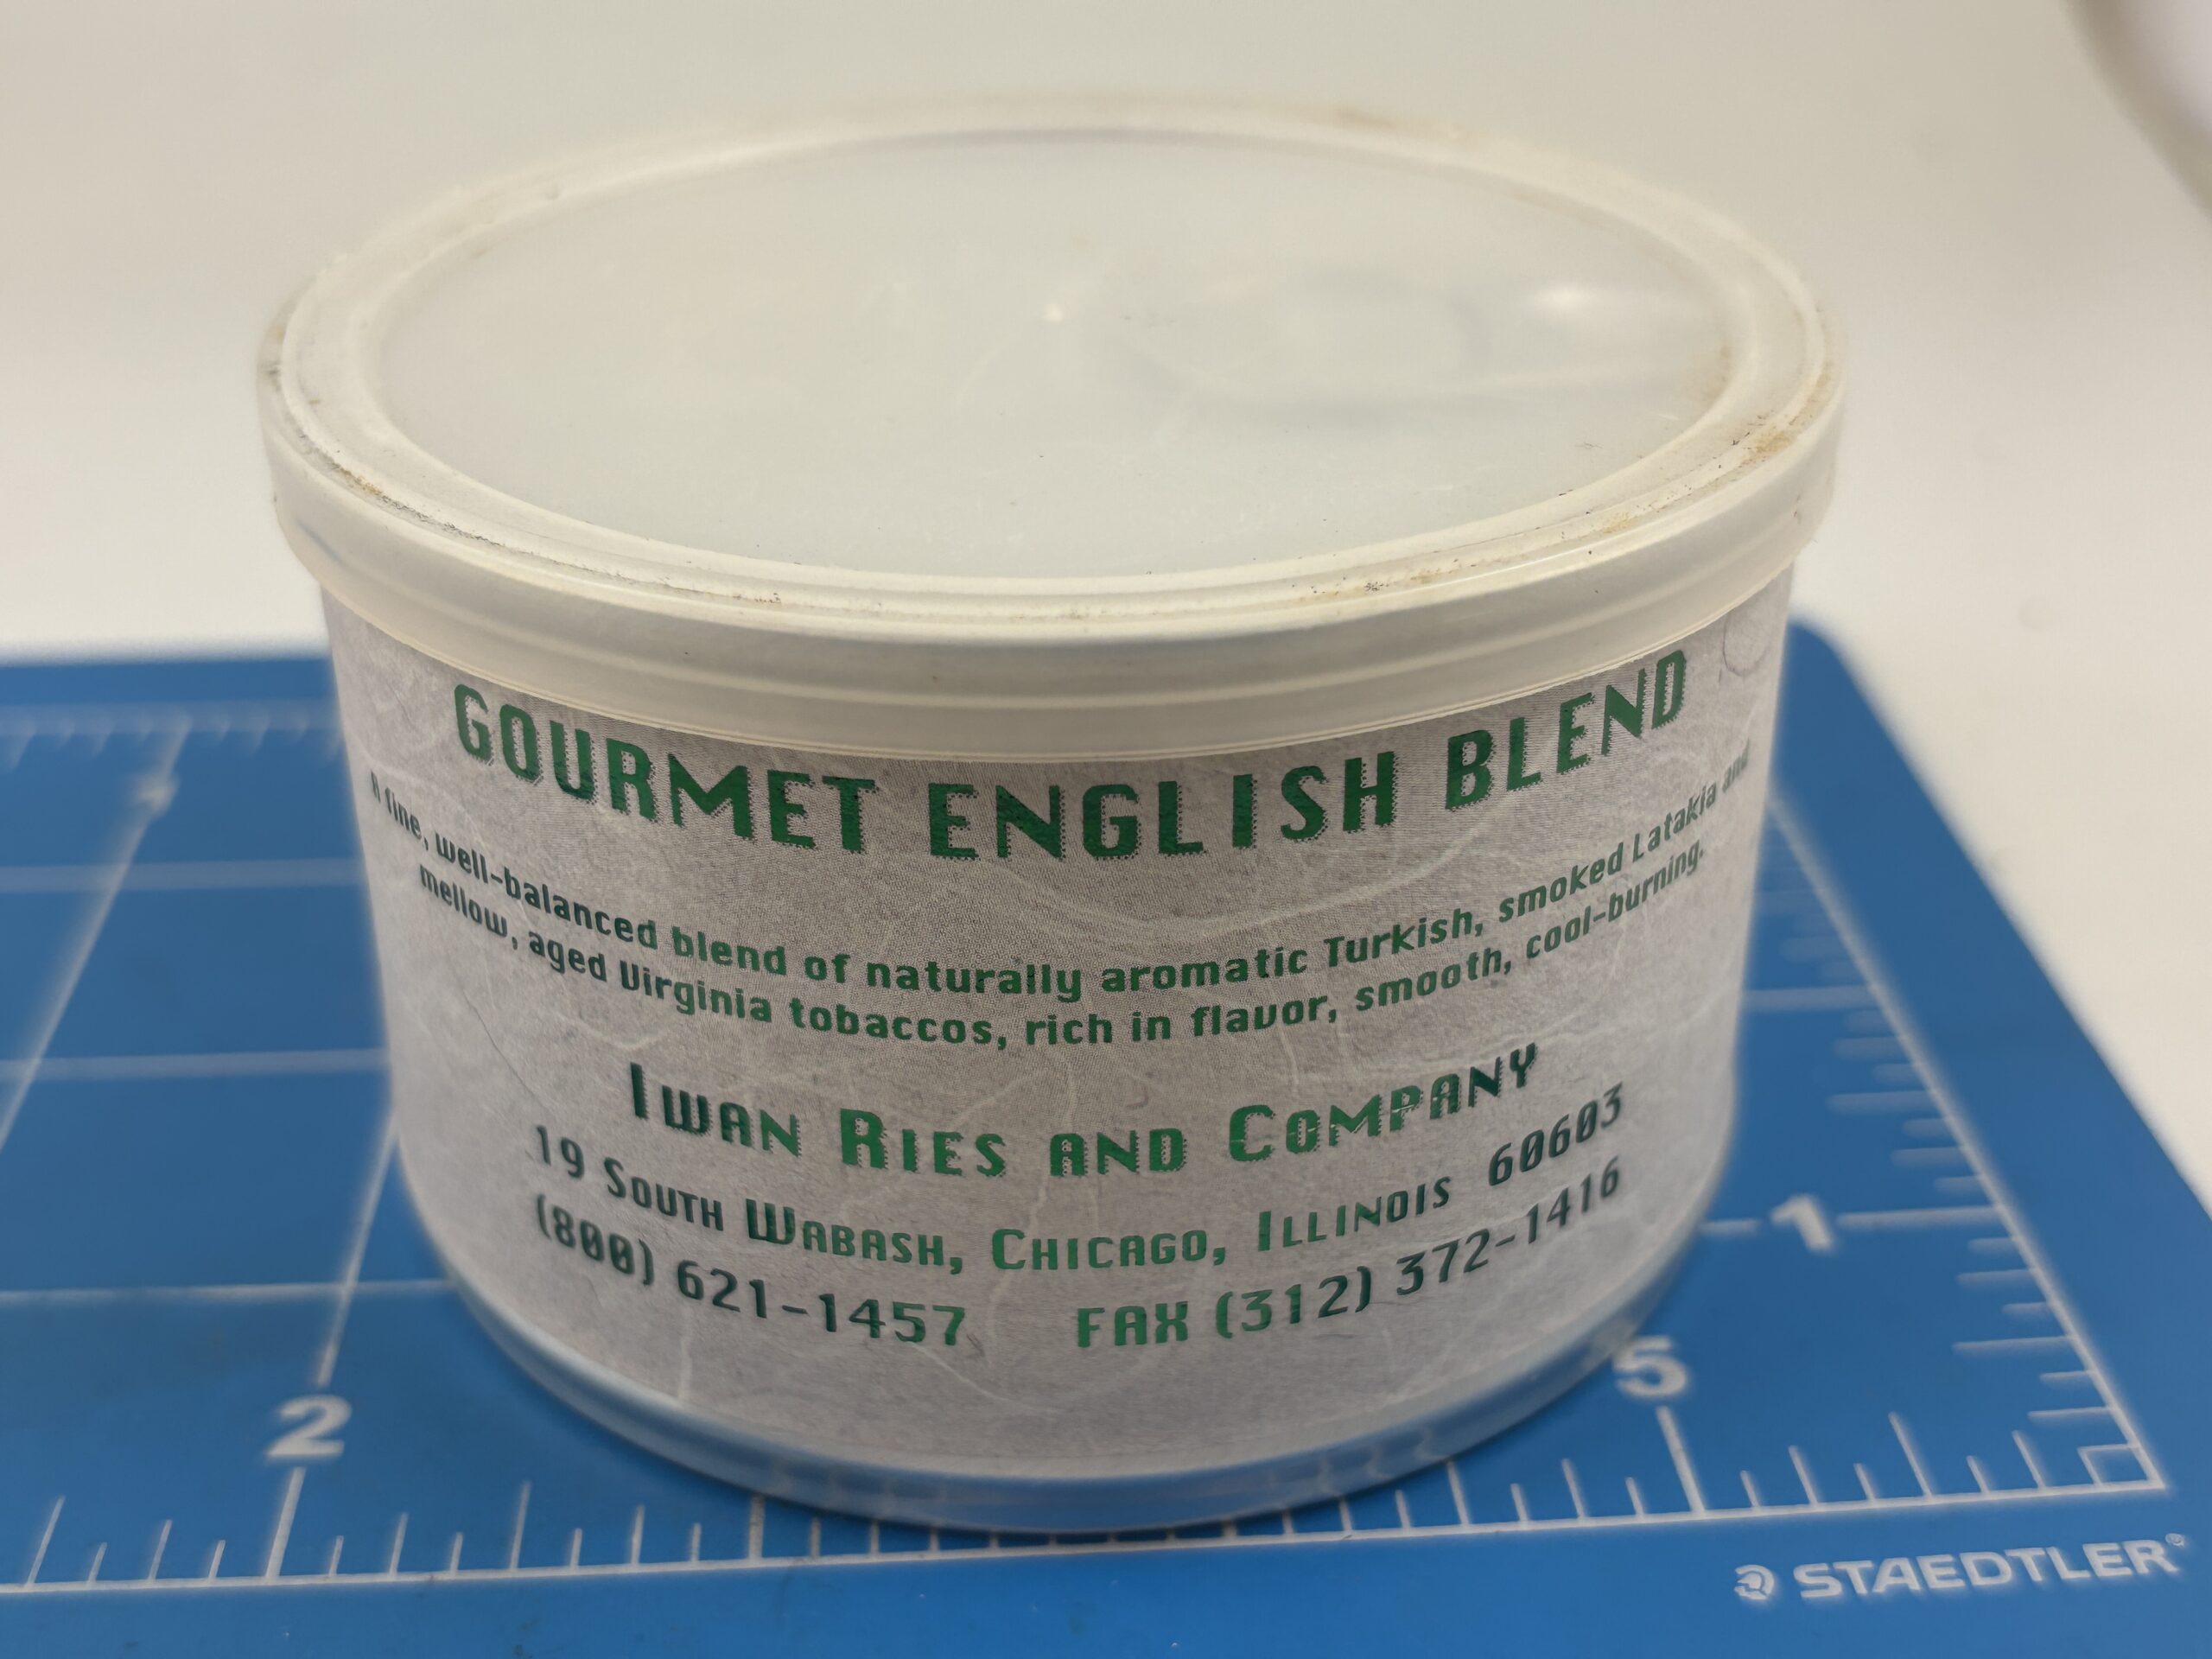 GOURMET ENGLISH BLEND
A fine, well-balanced blend of naturally aromatic Turkish, smoked Latakia and
mellow, aged Virginia tobaccos, rich in flavor, smooth, cool-burning.
IWAN RIES AND COMPANY
19 SOUTH WABASH, CHICAGO, ILLINOIS 60603
(800) 621-1457 FAX (312) 372-1416
1
5
2
STAEDTLER®